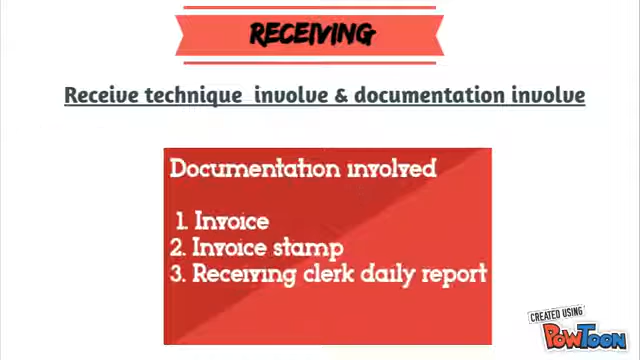 RECEIVING
Receive technique involve & documentation involve
Documentation involved
1. Invoice
2. Invoice stamp
3. Receiving clerk daily report
CREATED USING
POWTOON